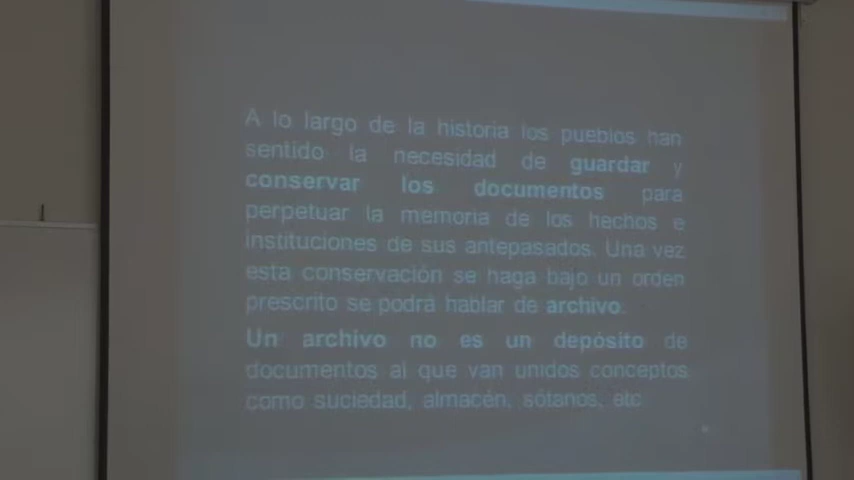 A lo largo de la historia los pueblos han
sentido la necesidad de guardar y
conservar los documentos para
perpetuar la memoria de los hechos e
instituciones de sus antepasados. Una vez
esta conservación se haga bajo un orden
prescrito se podrá hablar de archivo.
Un archivo no es un depósito de
documentos al que van unidos conceptos
como suciedad, almacén, sótanos, etc